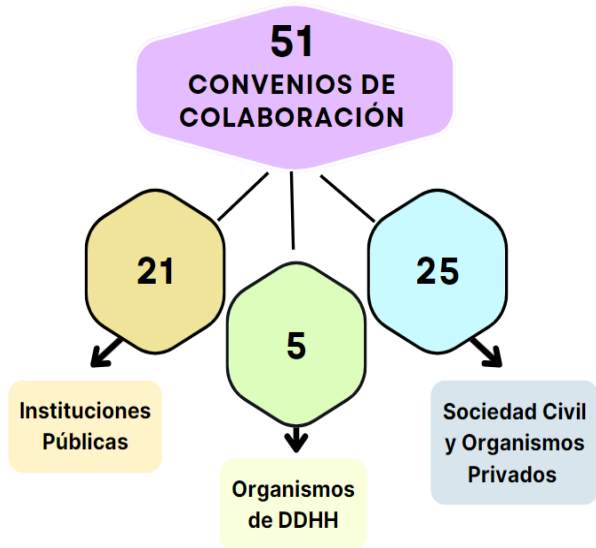 51
CONVENIOS DE
COLABORACIÓN
21
5
25
Instituciones
Públicas
Organismos
de DDHH
Sociedad Civil
y Organismos
Privados